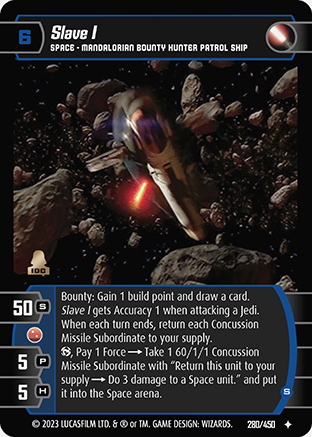 6
Slave I
SPACE - MANDALORIAN BOUNTY HUNTER PATROL SHIP
IDC
50 S
5 P
5 H
Bounty: Gain 1 build point and draw a card.
Slave I gets Accuracy 1 when attacking a Jedi.
When each turn ends, return each Concussion
Missile Subordinate to your supply.
, Pay 1 Force → Take 1 60/1/1 Concussion
Missile Subordinate with "Return this unit to your
supply → Do 3 damage to a Space unit." and put
it into the Space arena.
S
© 2023 LUCASFILM LTD. & ® or TM. GAME DESIGN: WIZARDS.
280/450